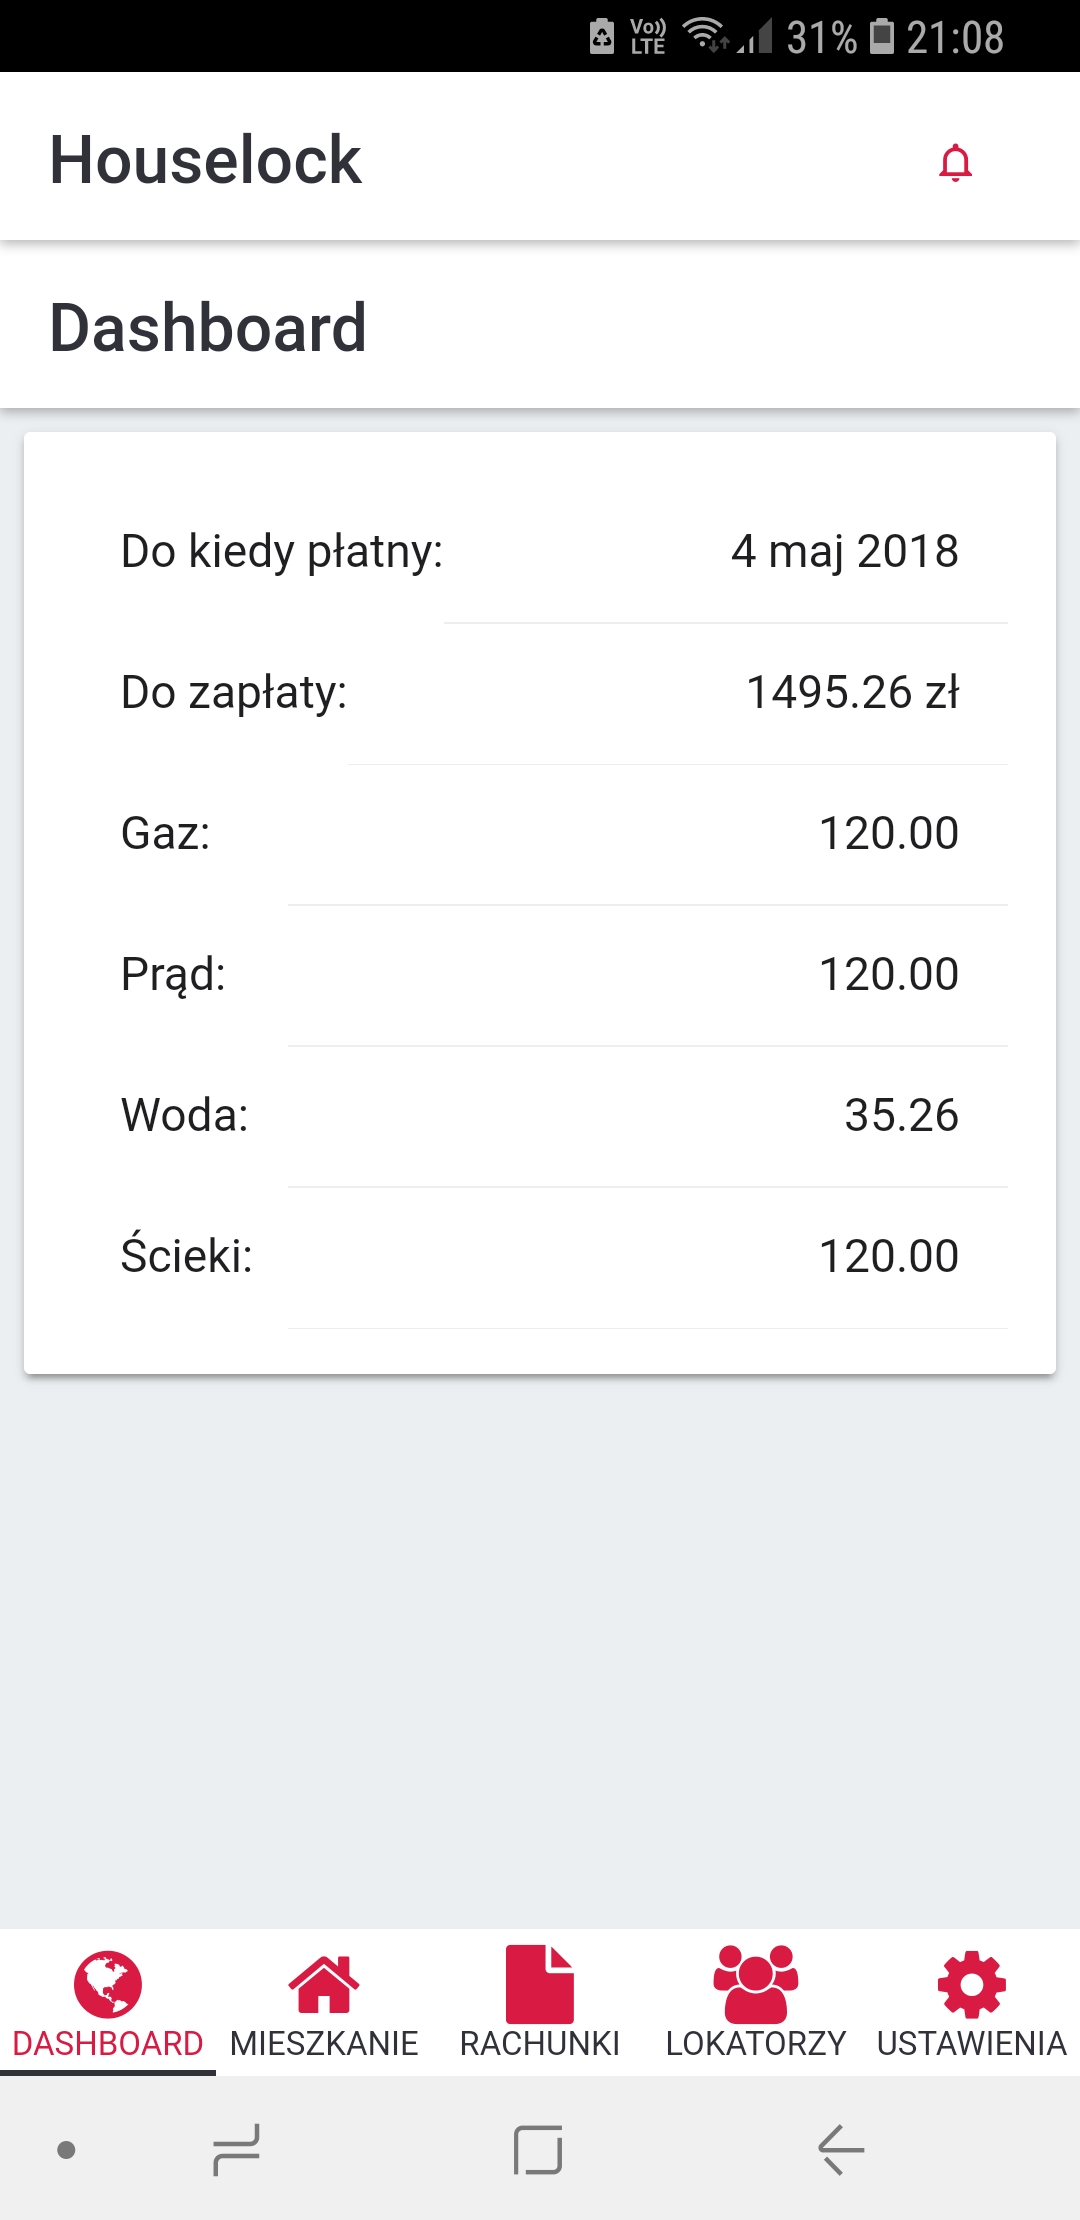 Vo)) LTE 31% 21:08
Houselock
Dashboard
Do kiedy płatny: 4 maj 2018
Do zapłaty: 1495.26 zł
Gaz: 120.00
Prąd: 120.00
Woda: 35.26
Ścieki: 120.00
DASHBOARD MIESZKANIE RACHUNKI LOKATORZY USTAWIENIA